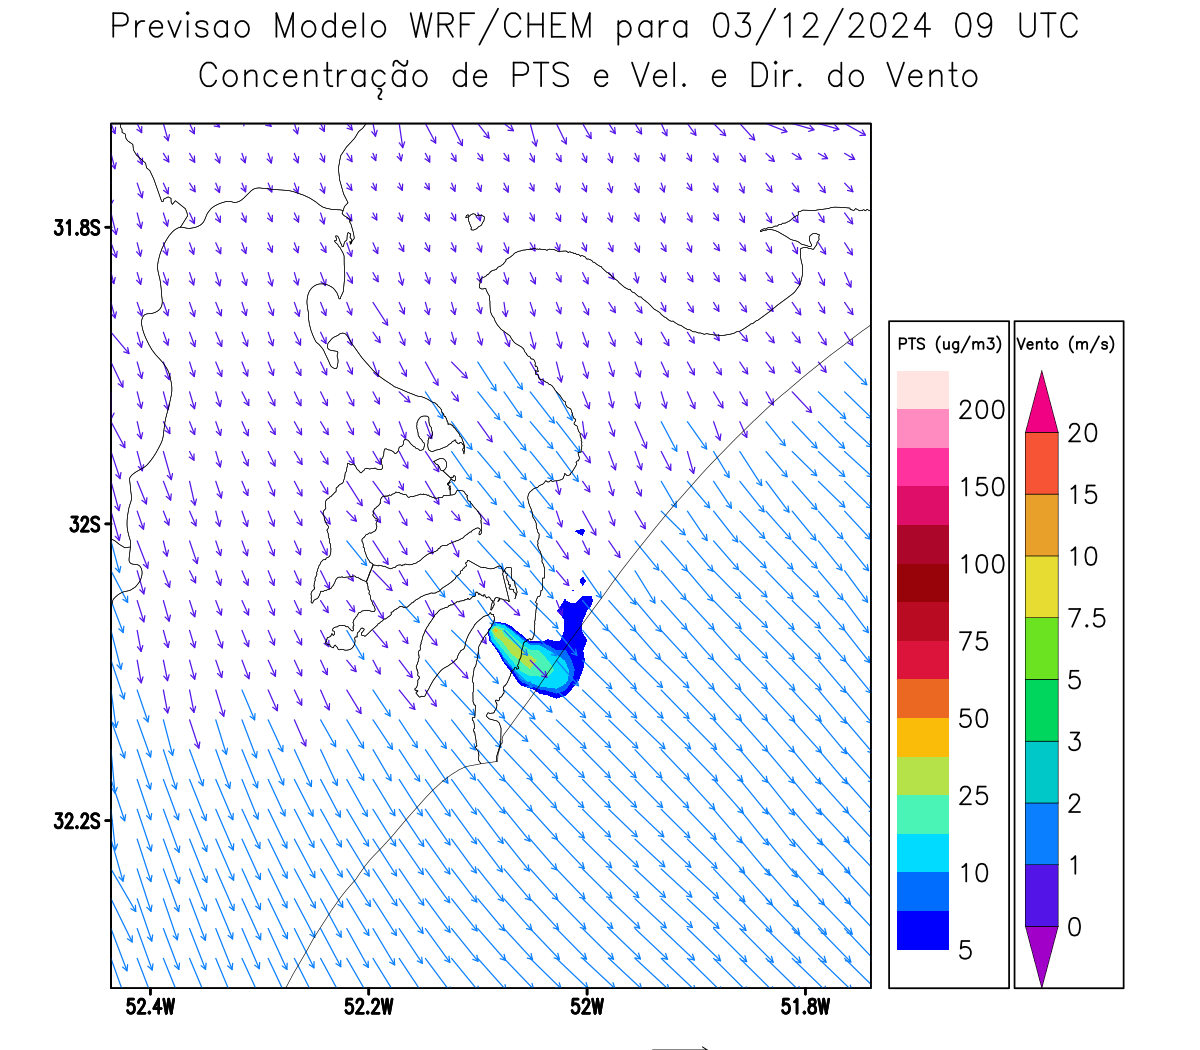 Previsao Modelo WRF/CHEM para 03/12/2024 09 UTC
Concentração de PTS e Vel. e Dir. do Vento
31.8S
32S
32.2S
52.4W
52.2W
52W
51.8W
PTS (ug/m3)
200
150
100
75
50
25
10
5
Vento (m/s)
20
15
10
7.5
5
3
2
1
0